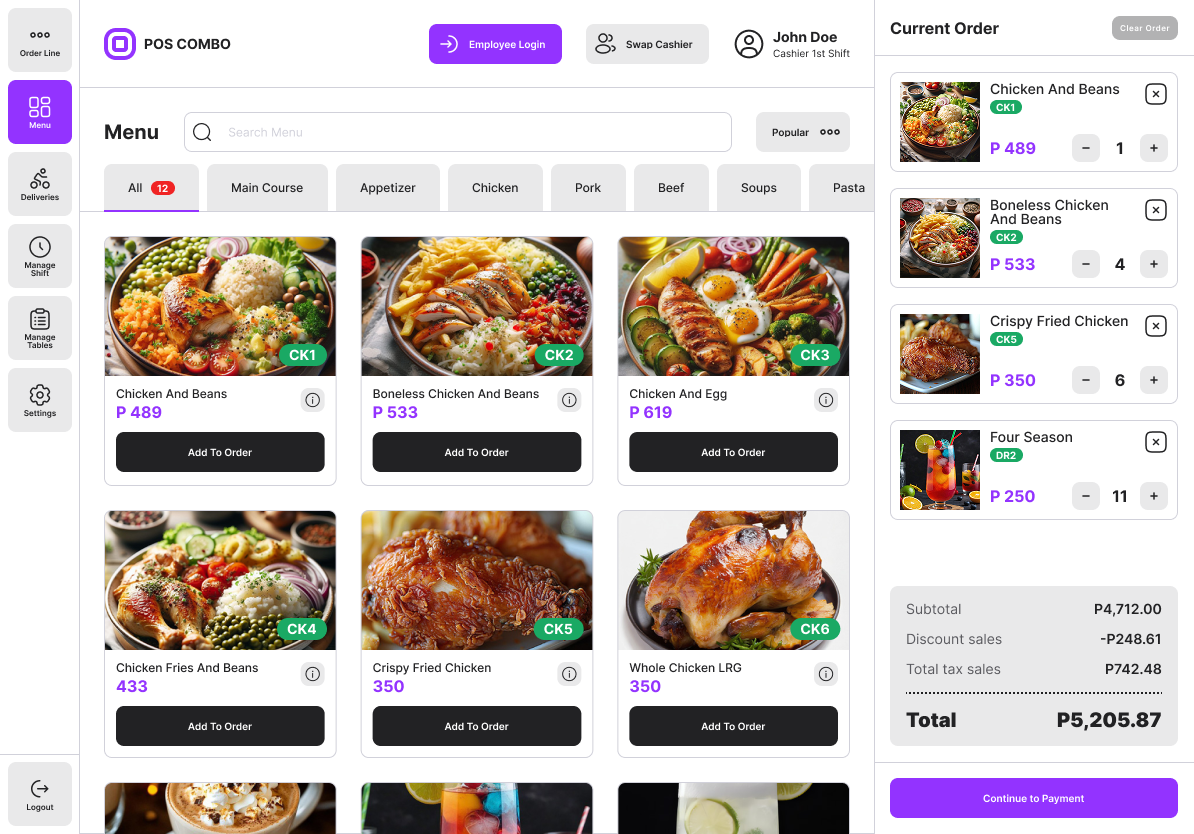 Order Line
Menu
Deliveries
Manage
Shift
Manage
Tables
Settings
Logout
POS COMBO
Employee Login
Swap Cashier
John Doe
Cashier 1st Shift
Menu
Search Menu
Popular
All 12
Main Course
Appetizer
Chicken
Pork
Beef
Soups
Pasta
CK1
Chicken And Beans
P 489
Add To Order
CK2
Boneless Chicken And Beans
P 533
Add To Order
CK3
Chicken And Egg
P 619
Add To Order
CK4
Chicken Fries And Beans
433
Add To Order
CK5
Crispy Fried Chicken
350
Add To Order
CK6
Whole Chicken LRG
350
Add To Order
Current Order
Clear Order
Chicken And Beans
CK1
P 489
− 1 +
Boneless Chicken
And Beans
CK2
P 533
− 4 +
Crispy Fried Chicken
CK5
P 350
− 6 +
Four Season
DR2
P 250
− 11 +
Subtotal P4,712.00
Discount sales -P248.61
Total tax sales P742.48
Total P5,205.87
Continue to Payment